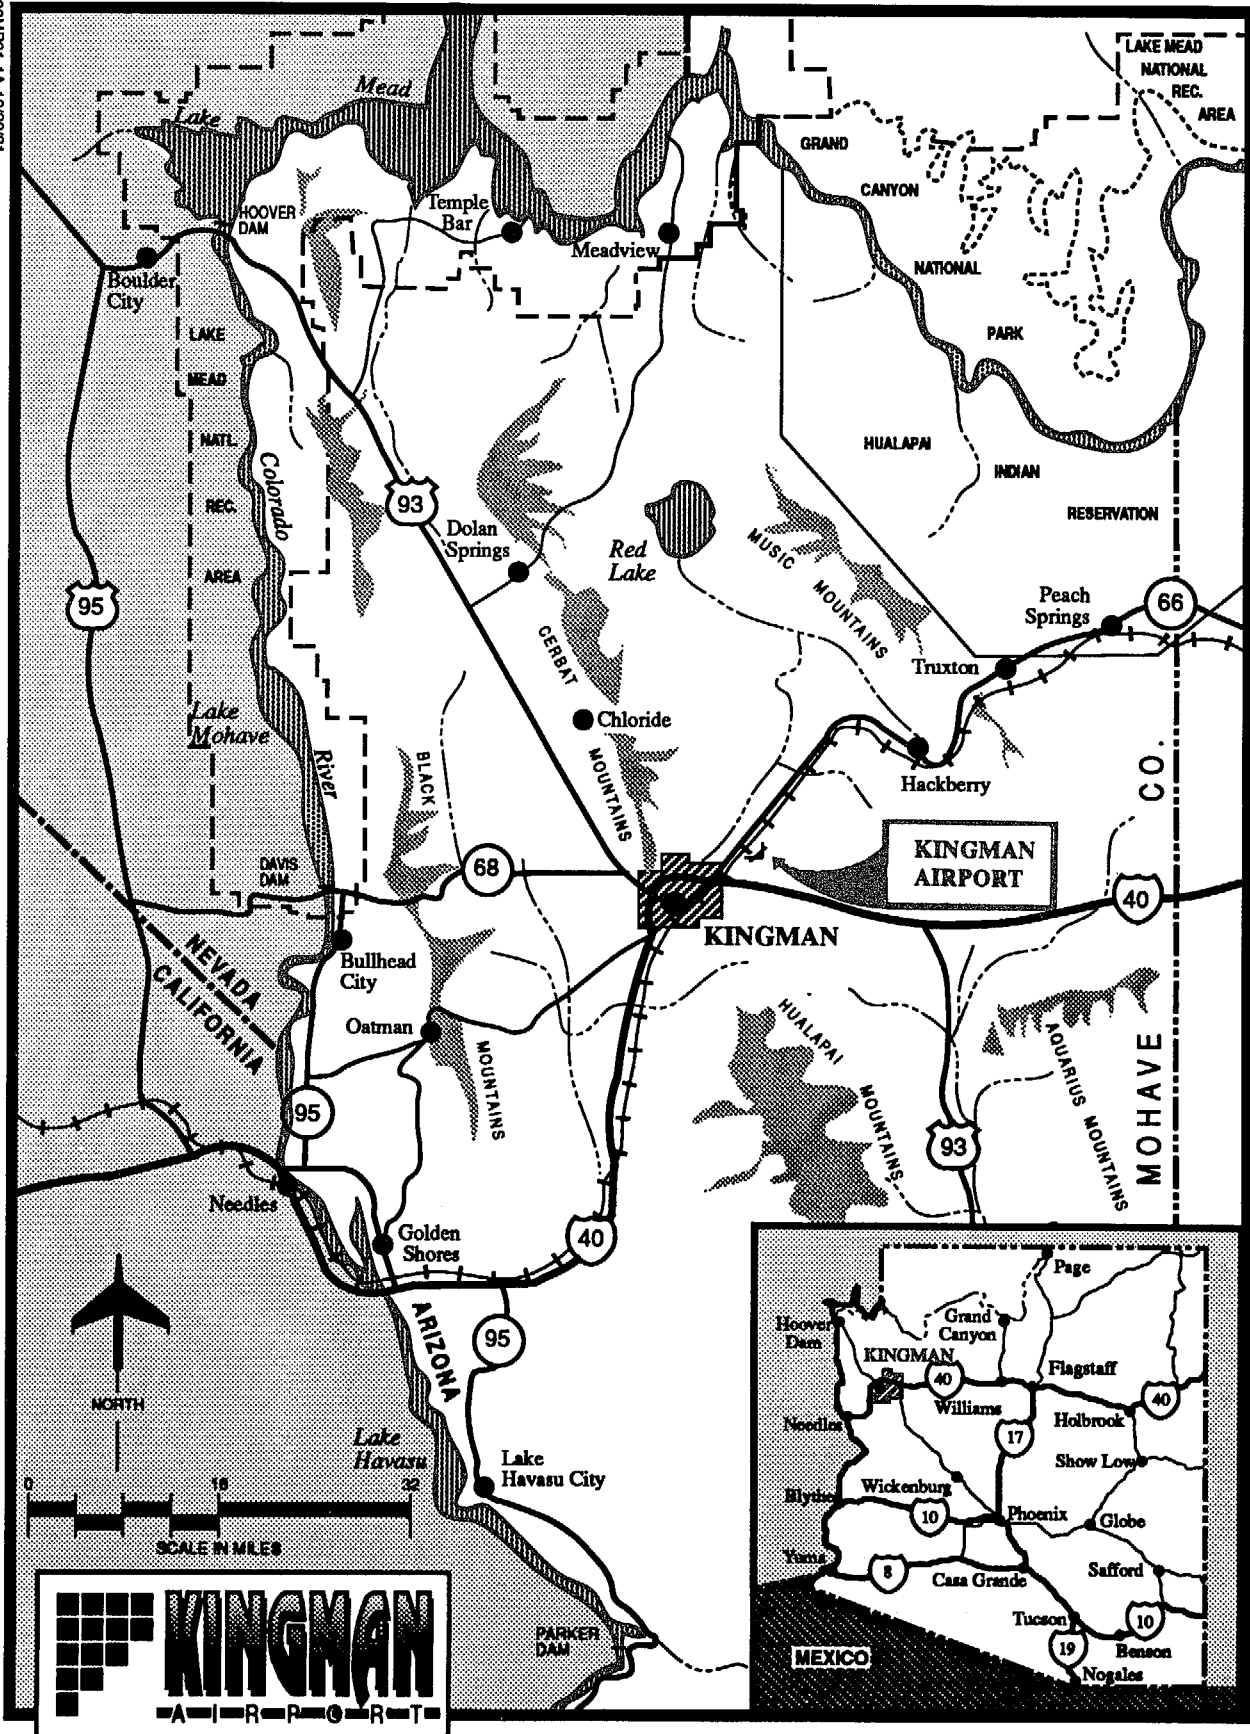 LAKE MEAD
NATIONAL
REC.
AREA
Mead
Lake
GRAND
CANYON
NATIONAL
PARK
HOOVER
DAM
Temple
Bar
Meadview
Boulder
City
LAKE
MEAD
NATL.
REC.
AREA
Colorado
River
HUALAPAI
INDIAN
RESERVATION
93
Dolan
Springs
Red
Lake
MUSIC
MOUNTAINS
95
Peach
Springs
66
Truxton
CERBAT
MOUNTAINS
Chloride
Lake
Mohave
BLACK
MOUNTAINS
Hackberry
MOHAVE CO.
KINGMAN
AIRPORT
DAVIS
DAM
68
40
KINGMAN
NEVADA
CALIFORNIA
Bullhead
City
Oatman
HUALAPAI
MOUNTAINS
AQUARIUS MOUNTAINS
95
93
Needles
Golden
Shores
40
ARIZONA
95
NORTH
Lake
Havasu
Lake
Havasu City
0 16 32
SCALE IN MILES
PARKER
DAM
KINGMAN
AIRPORT
Page
Hoover
Dam
Grand
Canyon
KINGMAN
40
Flagstaff
Williams
40
Needles
Holbrook
17
Show Low
Wickenburg
Blythe
10
Phoenix
Globe
Yuma
8
Casa Grande
Safford
Tucson
10
19
Benson
MEXICO
Nogales